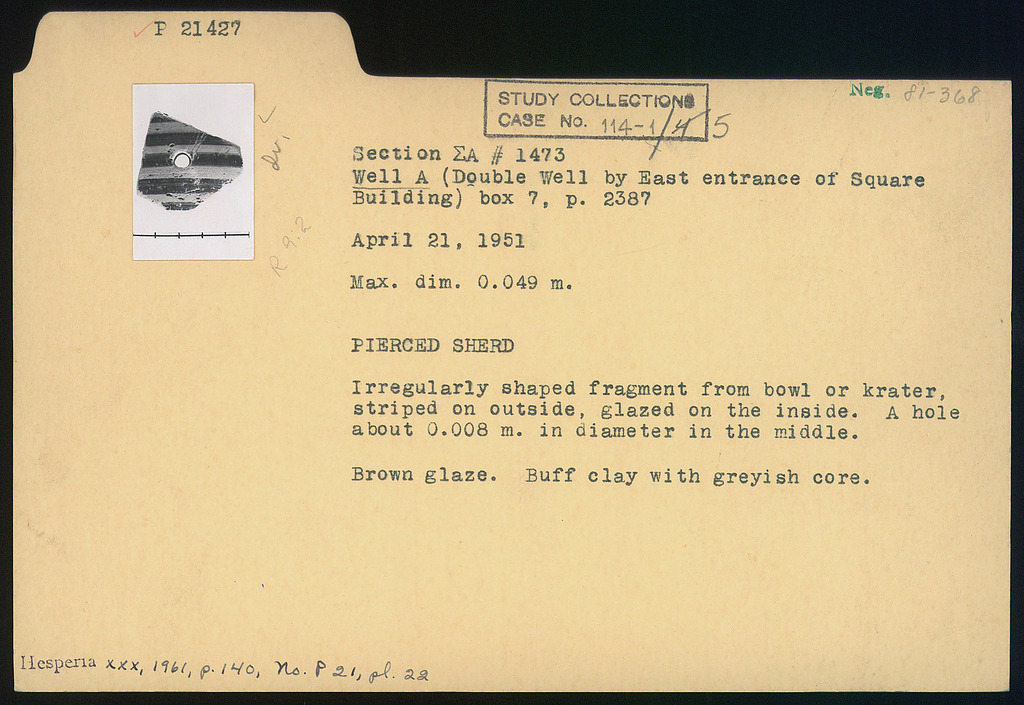 P 21427
Neg. 81-368
STUDY COLLECTIONS
CASE No. 114-1/4 5
Section ΣA # 1473
Well A (Double Well by East entrance of Square
Building) box 7, p. 2387
April 21, 1951
Max. dim. 0.049 m.
PIERCED SHERD
Irregularly shaped fragment from bowl or krater,
striped on outside, glazed on the inside. A hole
about 0.008 m. in diameter in the middle.
Brown glaze. Buff clay with greyish core.
R 9:2
Hesperia xxx, 1961, p. 140, No. P 21, pl. 22